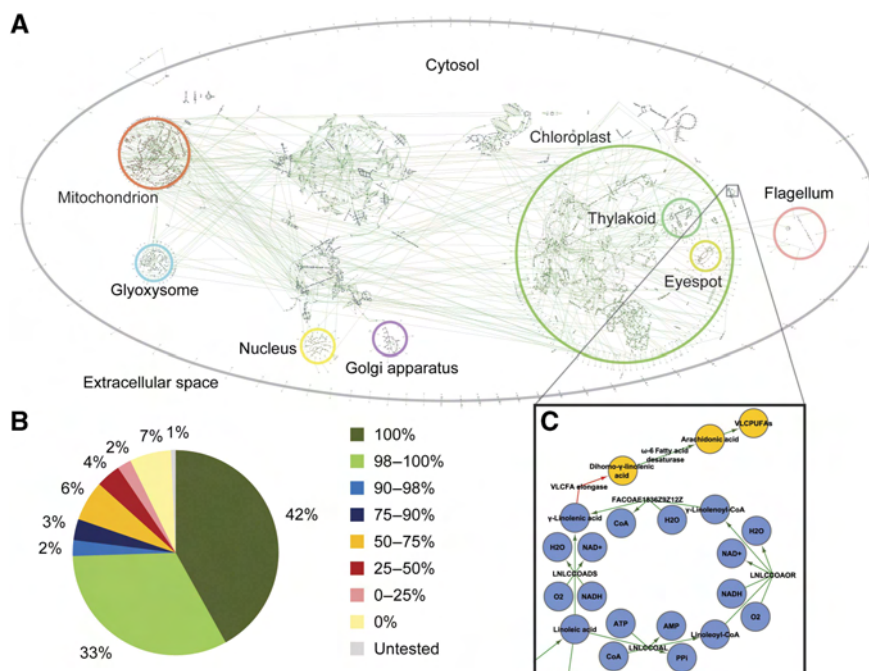 A
Cytosol
Chloroplast
Mitochondrion
Thylakoid
Flagellum
Glyoxysome
Eyespot
Nucleus
Golgi apparatus
Extracellular space
B
7%
1%
2%
4%
6%
3%
2%
33%
42%
100%
98–100%
90–98%
75–90%
50–75%
25–50%
0–25%
0%
Untested
C
VLCPUFAs
Arachidonic acid
ω-6 Fatty acid
desaturase
Dihomo-γ-linolenic
acid
VLCFA elongase
FACOAE1836Z9Z12Z
γ-Linolenic acid
CoA
H2O
γ-Linolenoyl-CoA
H2O
H2O
NAD+
NAD+
LNLCGOADS
LNLCCOAOR
O2
NADH
NADH
O2
ATP
AMP
Linoleic acid
Linoleoyl-CoA
LNLCCOAL
CoA
PPi